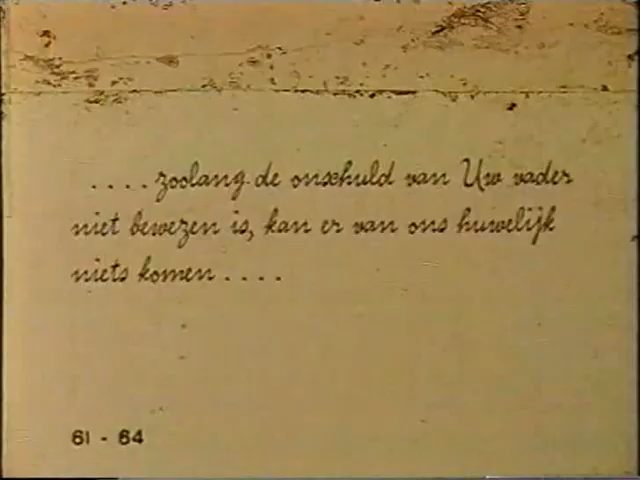 ....zoolang de onschuld van Uw vader
niet bewezen is, kan er van ons huwelijk
niets komen....
61 - 64